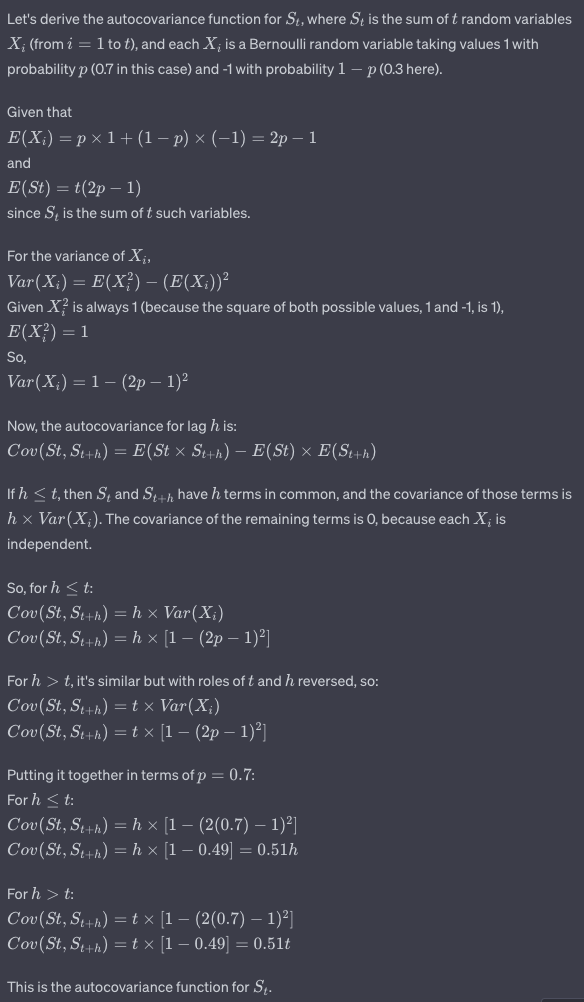 Let's derive the autocovariance function for $S_t$, where $S_t$ is the sum of $t$ random variables
$X_i$ (from $i = 1$ to $t$), and each $X_i$ is a Bernoulli random variable taking values 1 with
probability $p$ (0.7 in this case) and -1 with probability $1 - p$ (0.3 here).
Given that
$E(X_i) = p \times 1 + (1 - p) \times (-1) = 2p - 1$
and
$E(St) = t(2p - 1)$
since $S_t$ is the sum of $t$ such variables.
For the variance of $X_i$,
$Var(X_i) = E(X_i^2) - (E(X_i))^2$
Given $X_i^2$ is always 1 (because the square of both possible values, 1 and -1, is 1),
$E(X_i^2) = 1$
So,
$Var(X_i) = 1 - (2p - 1)^2$
Now, the autocovariance for lag $h$ is:
$Cov(St, S_{t+h}) = E(St \times S_{t+h}) - E(St) \times E(S_{t+h})$
If $h \leq t$, then $S_t$ and $S_{t+h}$ have $h$ terms in common, and the covariance of those terms is
$h \times Var(X_i)$. The covariance of the remaining terms is 0, because each $X_i$ is
independent.
So, for $h \leq t$:
$Cov(St, S_{t+h}) = h \times Var(X_i)$
$Cov(St, S_{t+h}) = h \times [1 - (2p - 1)^2]$
For $h > t$, it's similar but with roles of $t$ and $h$ reversed, so:
$Cov(St, S_{t+h}) = t \times Var(X_i)$
$Cov(St, S_{t+h}) = t \times [1 - (2p - 1)^2]$
Putting it together in terms of $p = 0.7$:
For $h \leq t$:
$Cov(St, S_{t+h}) = h \times [1 - (2(0.7) - 1)^2]$
$Cov(St, S_{t+h}) = h \times [1 - 0.49] = 0.51h$
For $h > t$:
$Cov(St, S_{t+h}) = t \times [1 - (2(0.7) - 1)^2]$
$Cov(St, S_{t+h}) = t \times [1 - 0.49] = 0.51t$
This is the autocovariance function for $S_t$.